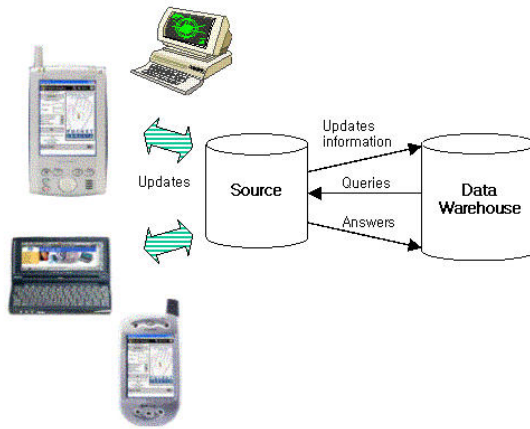 Updates
information
Updates
Source
Queries
Data
Warehouse
Answers